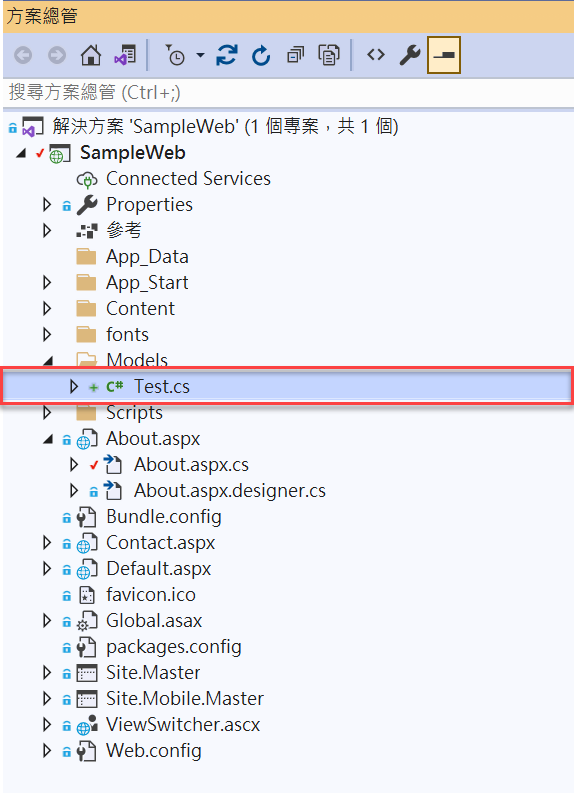 方案總管
搜尋方案總管 (Ctrl+;)
解決方案 'SampleWeb' (1 個專案，共 1 個)
SampleWeb
Connected Services
Properties
參考
App_Data
App_Start
Content
fonts
Models
C# Test.cs
Scripts
About.aspx
About.aspx.cs
About.aspx.designer.cs
Bundle.config
Contact.aspx
Default.aspx
favicon.ico
Global.asax
packages.config
Site.Master
Site.Mobile.Master
ViewSwitcher.ascx
Web.config